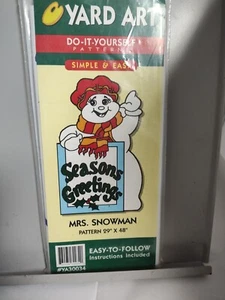 YARD ART
DO-IT-YOURSELF
PATTERN
SIMPLE & EASY
Seasons
Greetings
MRS. SNOWMAN
PATTERN 29" X 48"
EASY-TO-FOLLOW
Instructions Included
#YA30034